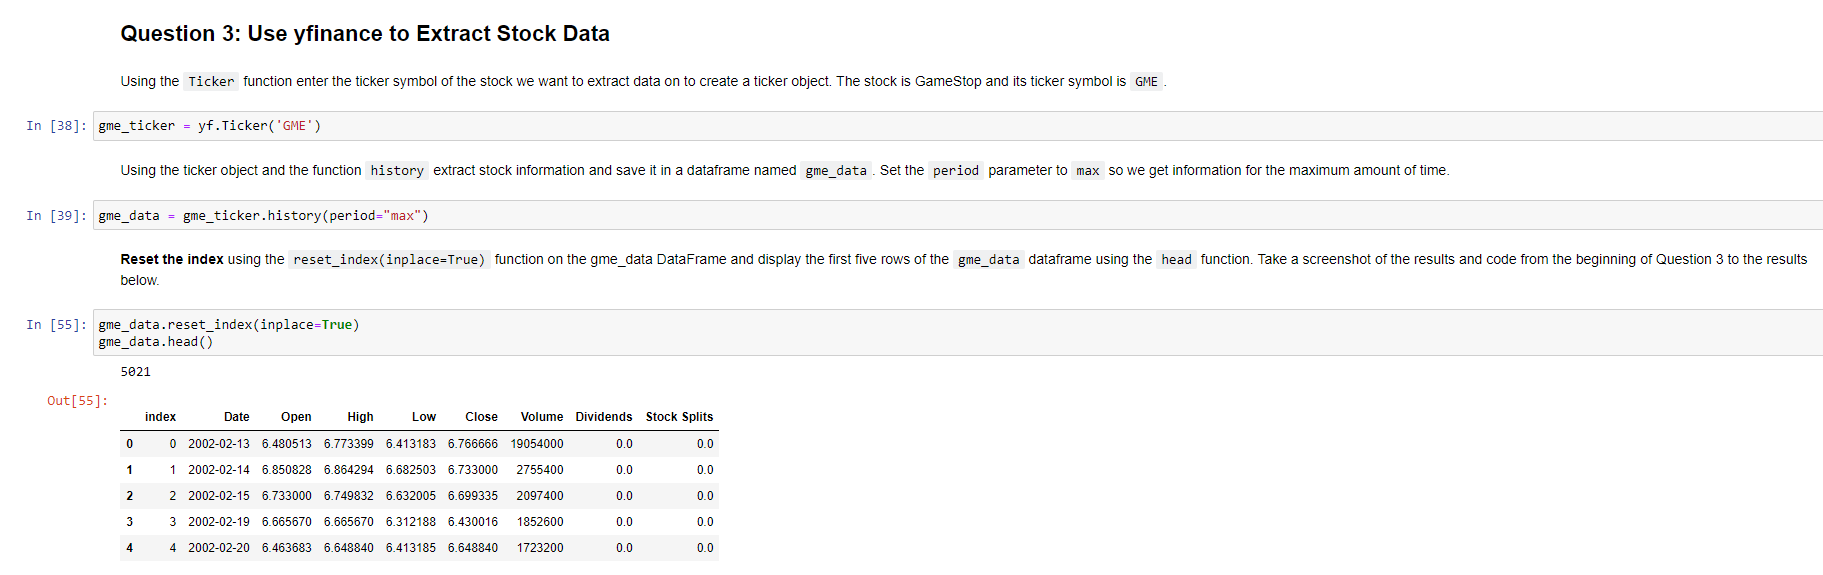 Question 3: Use yfinance to Extract Stock Data
Using the Ticker function enter the ticker symbol of the stock we want to extract data on to create a ticker object. The stock is GameStop and its ticker symbol is GME .
In [38]: gme_ticker = yf.Ticker('GME')
Using the ticker object and the function history extract stock information and save it in a dataframe named gme_data . Set the period parameter to max so we get information for the maximum amount of time.
In [39]: gme_data = gme_ticker.history(period="max")
Reset the index using the reset_index(inplace=True) function on the gme_data DataFrame and display the first five rows of the gme_data dataframe using the head function. Take a screenshot of the results and code from the beginning of Question 3 to the results
below.
In [55]: gme_data.reset_index(inplace=True)
gme_data.head()
5021
Out[55]:
index Date Open High Low Close Volume Dividends Stock Splits
0 0 2002-02-13 6.480513 6.773399 6.413183 6.766666 19054000 0.0 0.0
1 1 2002-02-14 6.850828 6.864294 6.682503 6.733000 2755400 0.0 0.0
2 2 2002-02-15 6.733000 6.749832 6.632005 6.699335 2097400 0.0 0.0
3 3 2002-02-19 6.665670 6.665670 6.312188 6.430016 1852600 0.0 0.0
4 4 2002-02-20 6.463683 6.648840 6.413185 6.648840 1723200 0.0 0.0